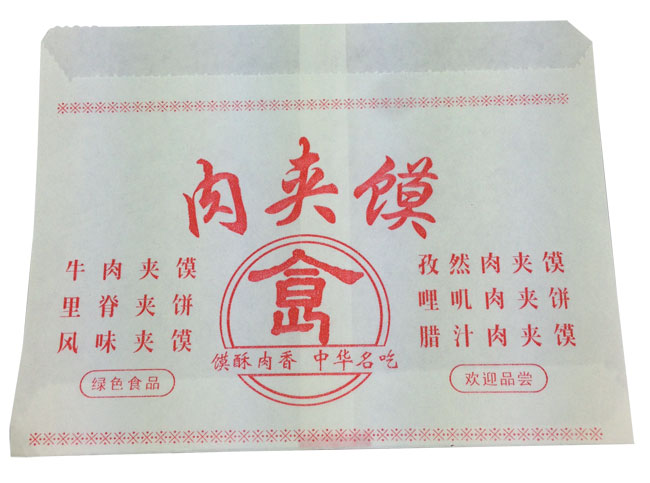 肉夹馍
牛肉夹馍
里脊夹饼
风味夹馍
绿色食品
馍酥肉香 中华名吃
孜然肉夹馍
哩叽肉夹饼
腊汁肉夹馍
欢迎品尝